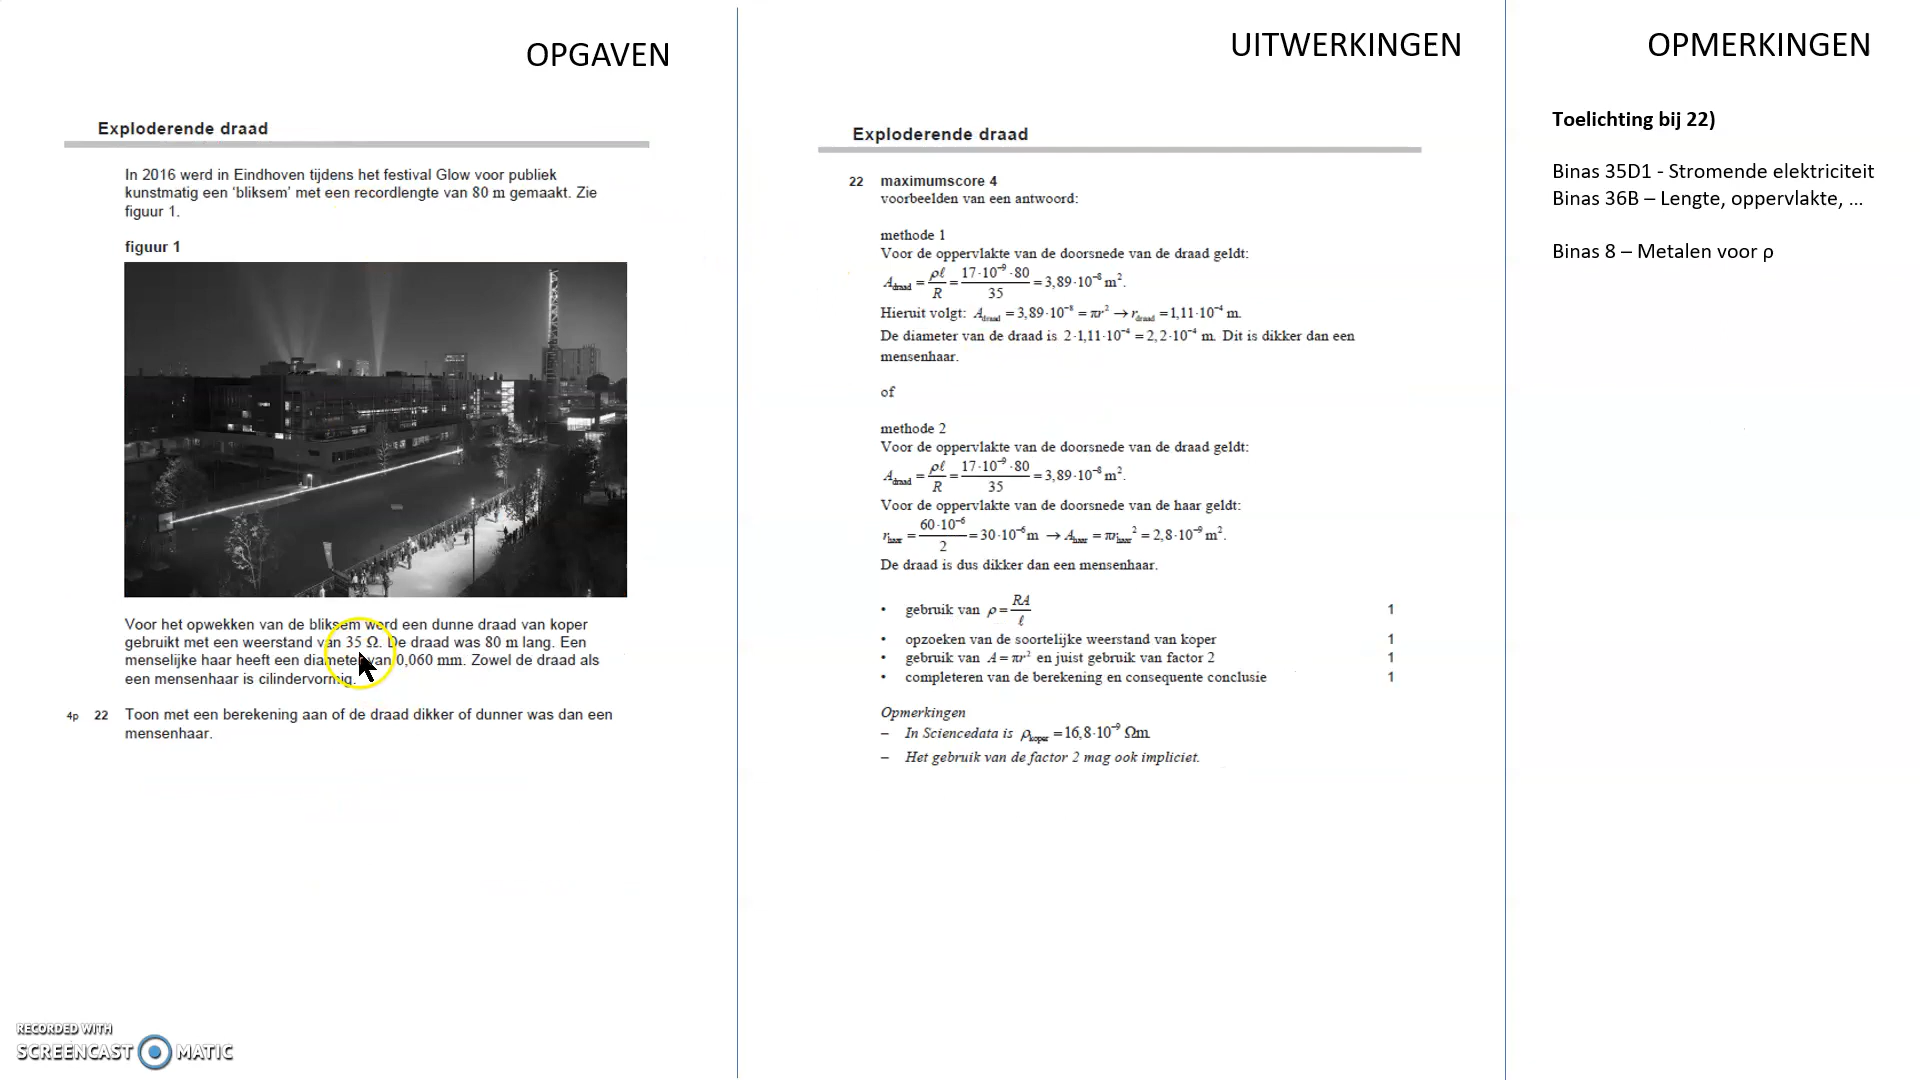 OPGAVEN
Exploderende draad
In 2016 werd in Eindhoven tijdens het festival Glow voor publiek
kunstmatig een ‘bliksem’ met een recordlengte van 80 m gemaakt. Zie
figuur 1.
figuur 1
Voor het opwekken van de bliksem werd een dunne draad van koper
gebruikt met een weerstand van 35 Ω. De draad was 80 m lang. Een
menselijke haar heeft een diameter van 0,060 mm. Zowel de draad als
een mensenhaar is cilindervormig.
4p 22 Toon met een berekening aan of de draad dikker of dunner was dan een
mensenhaar.
RECORDED WITH
SCREENCAST MATIC
UITWERKINGEN
Exploderende draad
22 maximumscore 4
voorbeelden van een antwoord:
methode 1
Voor de oppervlakte van de doorsnede van de draad geldt:
A_draad = ρℓ/R = 17·10⁻⁹·80/35 = 3,89·10⁻⁸ m².
Hieruit volgt: A_draad = 3,89·10⁻⁸ = πr² → r_draad = 1,11·10⁻⁴ m.
De diameter van de draad is 2·1,11·10⁻⁴ = 2,2·10⁻⁴ m. Dit is dikker dan een
mensenhaar.
of
methode 2
Voor de oppervlakte van de doorsnede van de draad geldt:
A_draad = ρℓ/R = 17·10⁻⁹·80/35 = 3,89·10⁻⁸ m².
Voor de oppervlakte van de doorsnede van de haar geldt:
r_haar = 60·10⁻⁶/2 = 30·10⁻⁶ m → A_haar = πr_haar² = 2,8·10⁻⁹ m².
De draad is dus dikker dan een mensenhaar.
• gebruik van ρ = RA/ℓ 1
• opzoeken van de soortelijke weerstand van koper 1
• gebruik van A = πr² en juist gebruik van factor 2 1
• completeren van de berekening en consequente conclusie 1
Opmerkingen
– In Sciencedata is ρ_koper = 16,8·10⁻⁹ Ωm
– Het gebruik van de factor 2 mag ook impliciet.
OPMERKINGEN
Toelichting bij 22)
Binas 35D1 - Stromende elektriciteit
Binas 36B – Lengte, oppervlakte, ...
Binas 8 – Metalen voor ρ